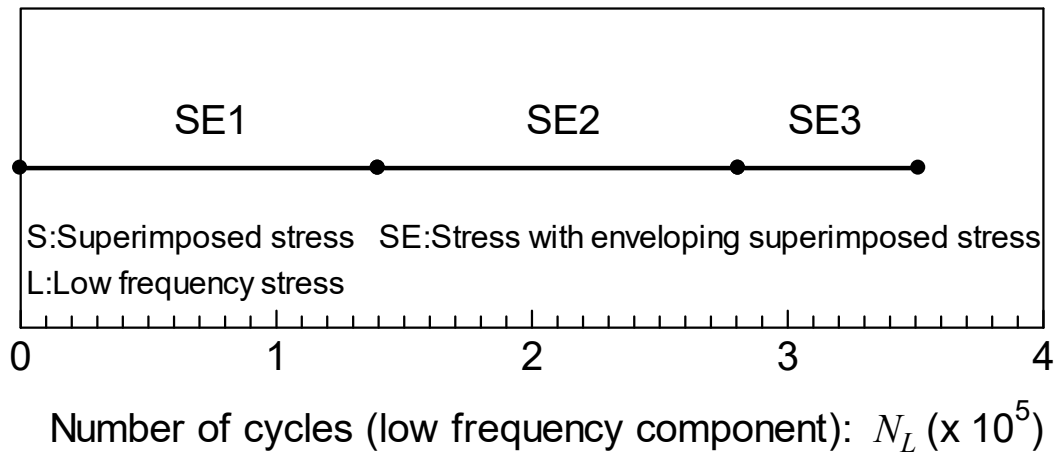 SE1 SE2 SE3
S:Superimposed stress SE:Stress with enveloping superimposed stress
L:Low frequency stress
0 1 2 3 4
Number of cycles (low frequency component): N_L (x 10^5)